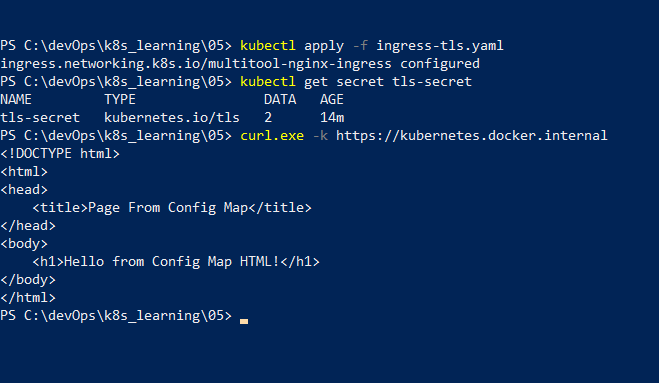 PS C:\devOps\k8s_learning\05> kubectl apply -f ingress-tls.yaml
ingress.networking.k8s.io/multitool-nginx-ingress configured
PS C:\devOps\k8s_learning\05> kubectl get secret tls-secret
NAME         TYPE                DATA   AGE
tls-secret   kubernetes.io/tls   2      14m
PS C:\devOps\k8s_learning\05> curl.exe -k https://kubernetes.docker.internal
<!DOCTYPE html>
<html>
<head>
    <title>Page From Config Map</title>
</head>
<body>
    <h1>Hello from Config Map HTML!</h1>
</body>
</html>
PS C:\devOps\k8s_learning\05>